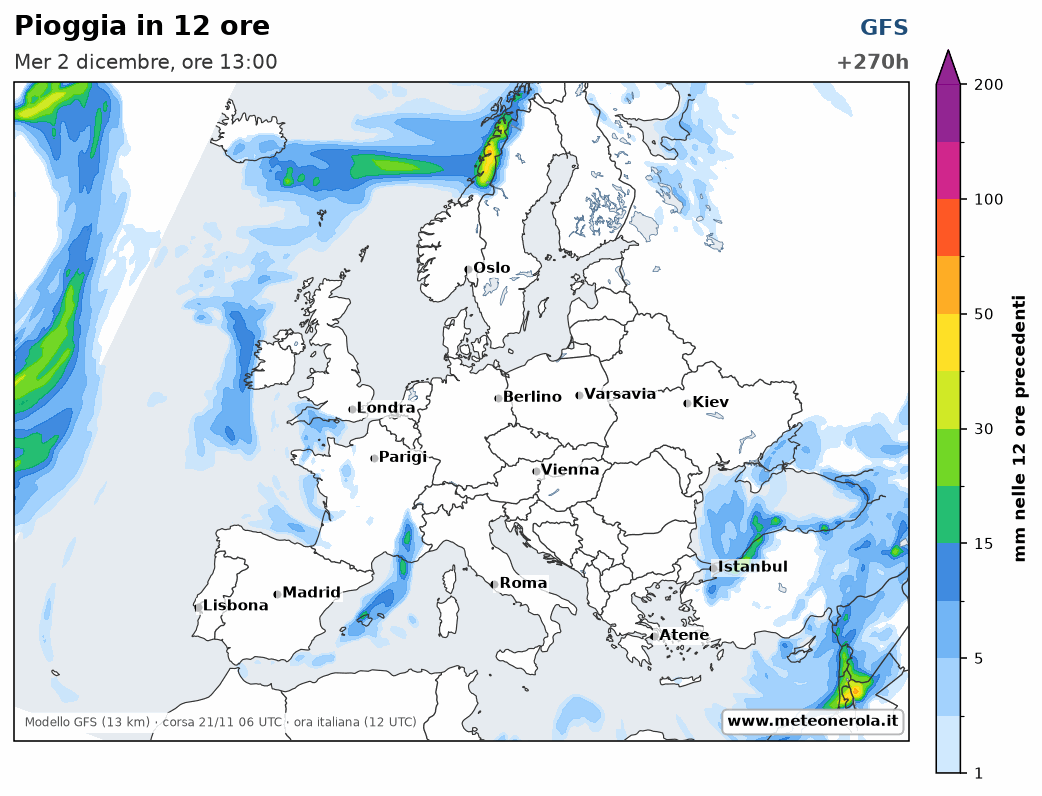 Pioggia in 12 ore
GFS
Mer 2 dicembre, ore 13:00
+270h
200
100
50
30
15
5
1
mm nelle 12 ore precedenti
Oslo
Berlino
Varsavia
Kiev
Londra
Parigi
Vienna
Istanbul
Roma
Madrid
Lisbona
Atene
Modello GFS (13 km) · corsa 21/11 06 UTC · ora italiana (12 UTC)
www.meteonerola.it